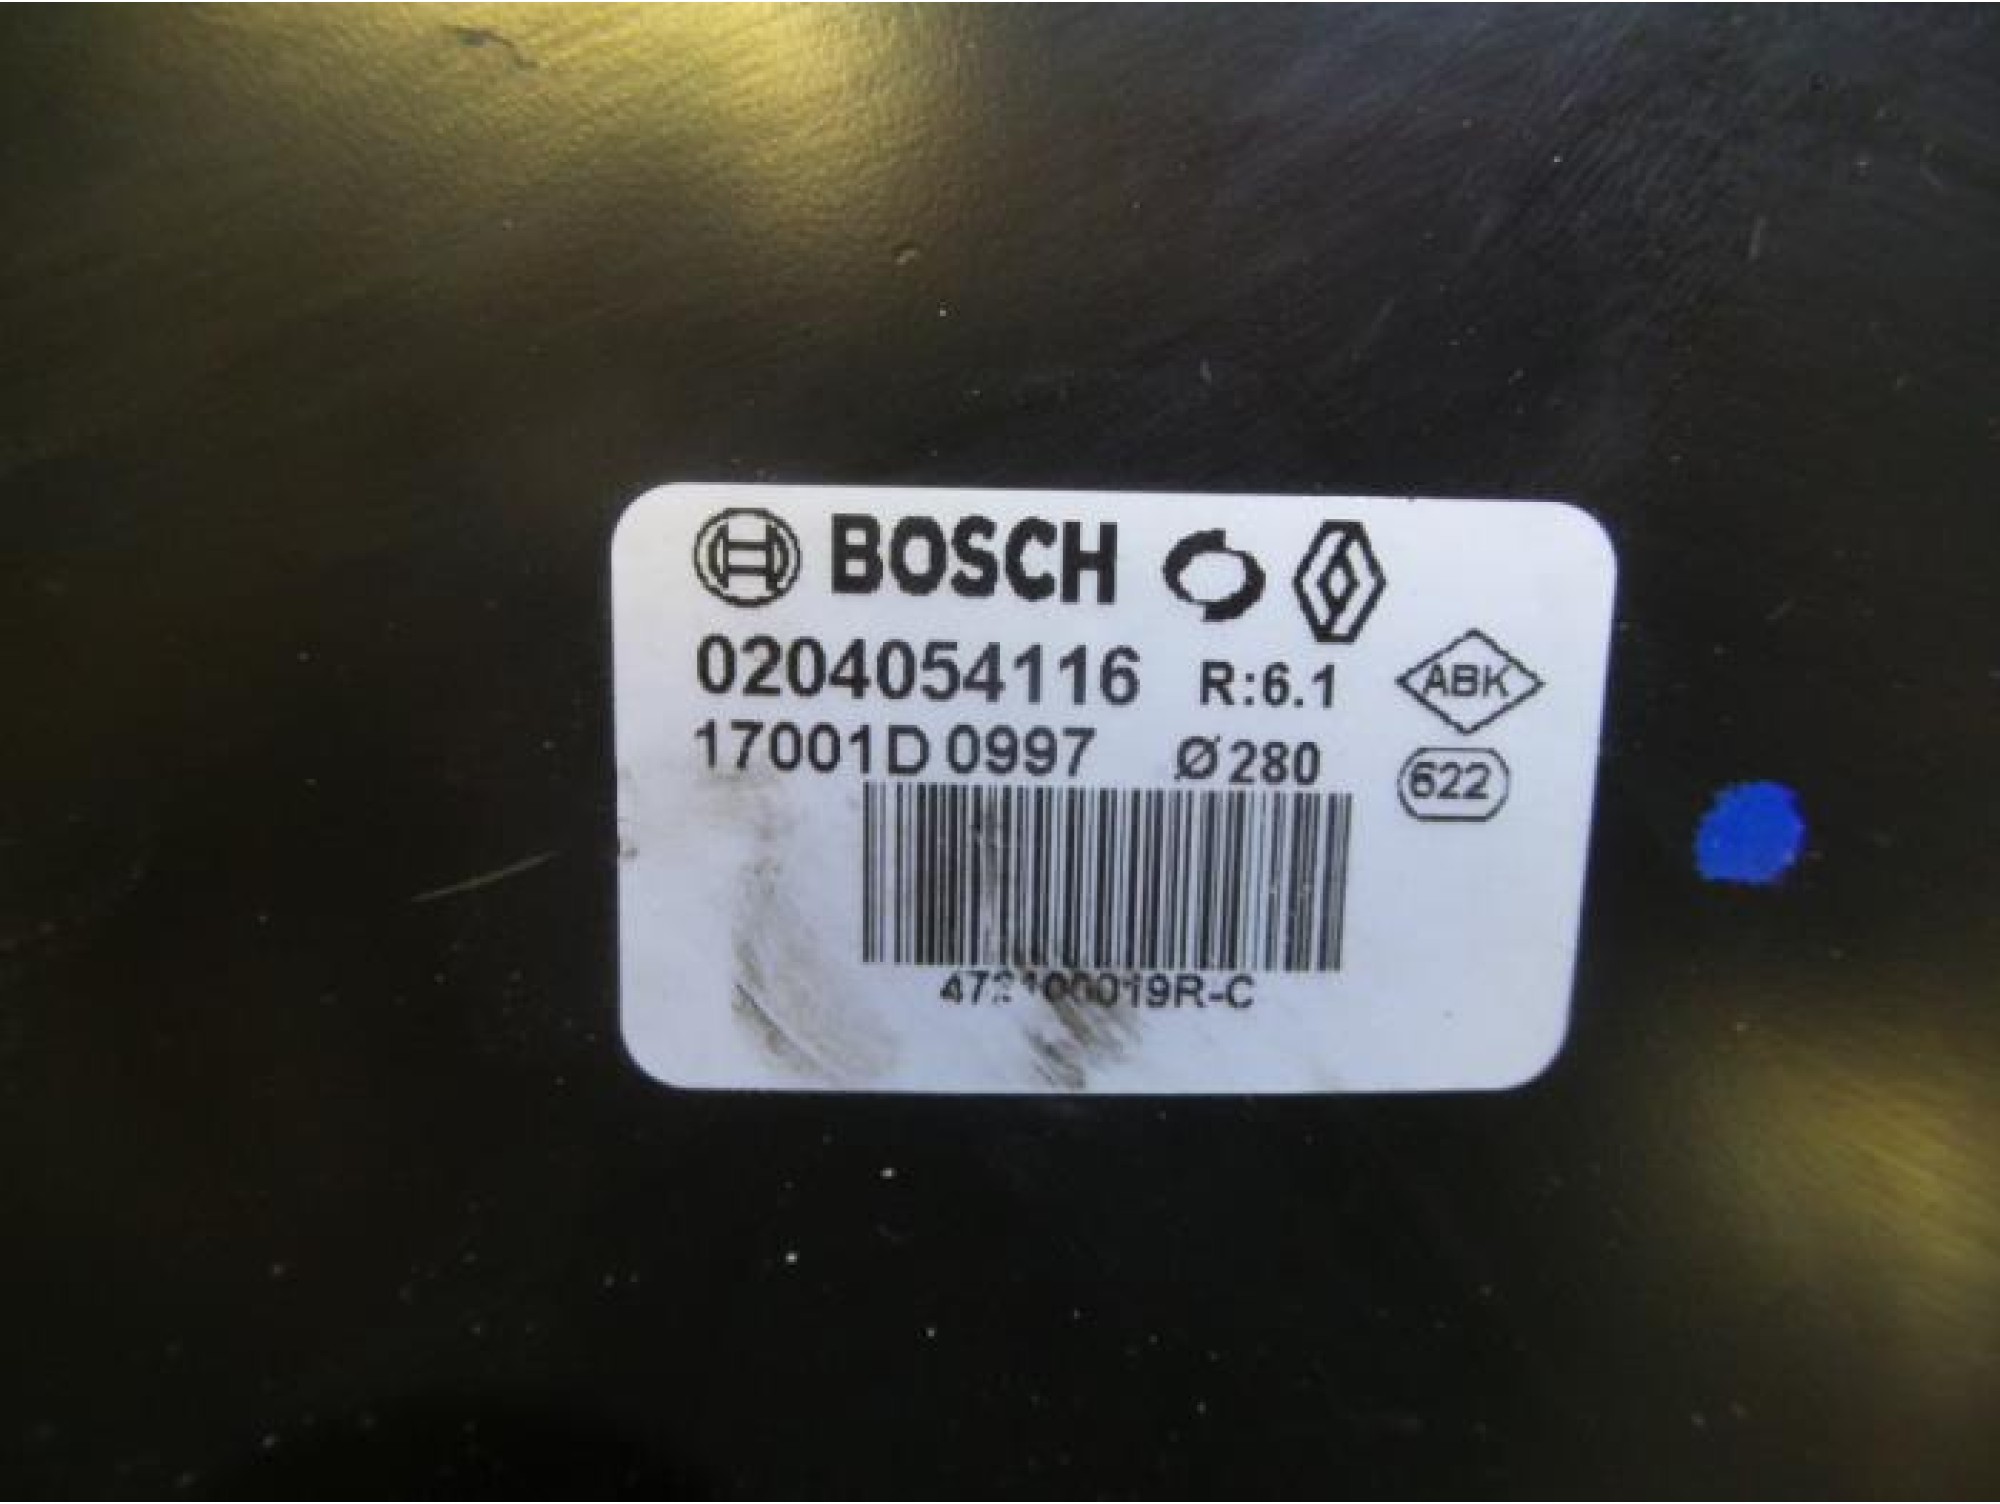 BOSCH
0204054116 R:6.1 ABK
17001D 0997 Ø280 622